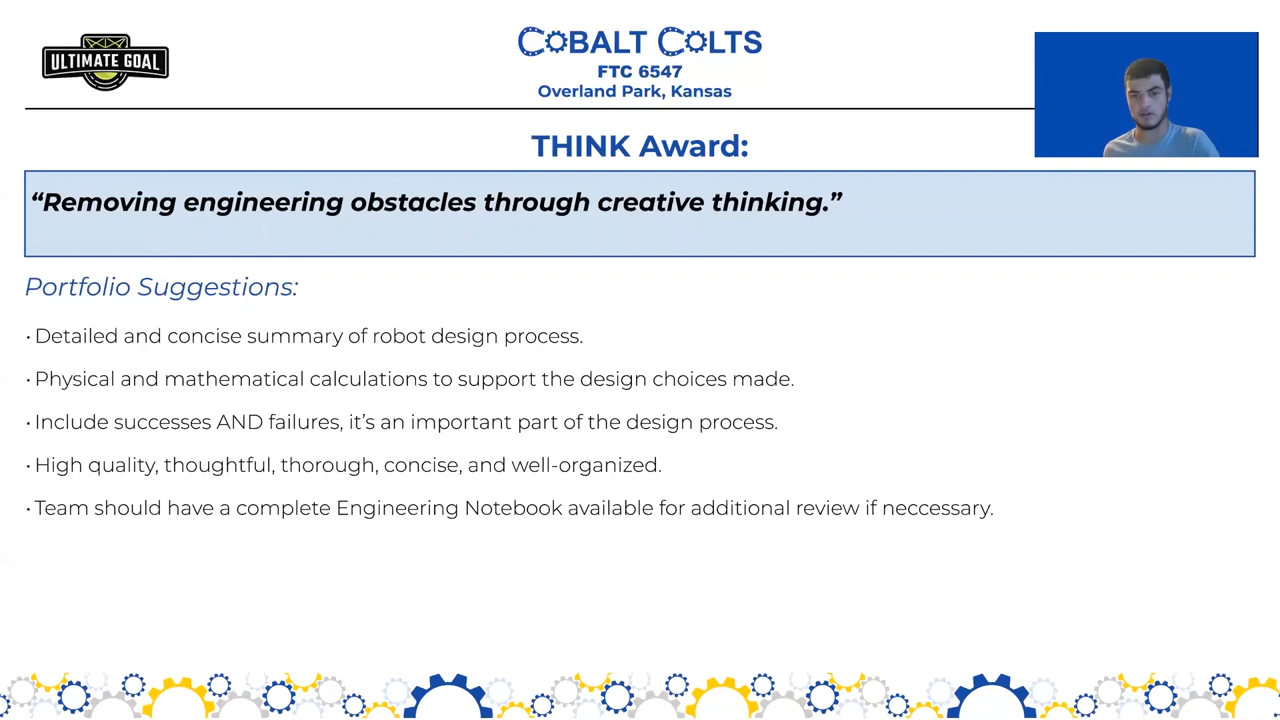 ULTIMATE GOAL
COBALT COLTS
FTC 6547
Overland Park, Kansas
THINK Award:
“Removing engineering obstacles through creative thinking.”
Portfolio Suggestions:
· Detailed and concise summary of robot design process.
· Physical and mathematical calculations to support the design choices made.
· Include successes AND failures, it’s an important part of the design process.
· High quality, thoughtful, thorough, concise, and well-organized.
· Team should have a complete Engineering Notebook available for additional review if neccessary.